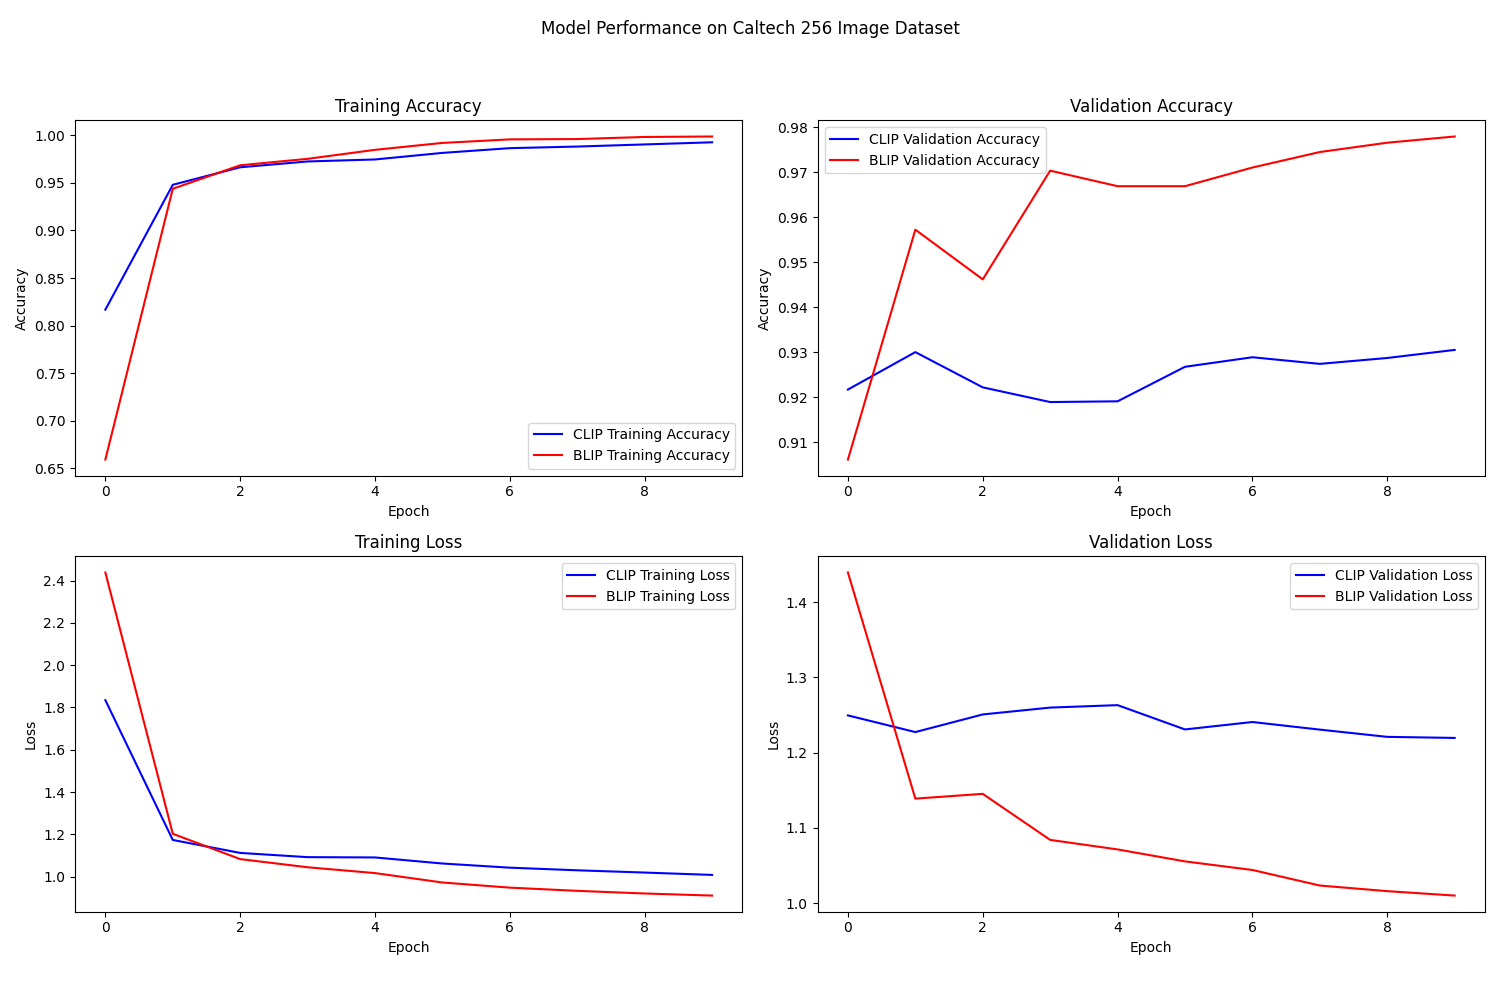 Model Performance on Caltech 256 Image Dataset
Training Accuracy
1.00
0.95
0.90
0.85
0.80
0.75
0.70
0.65
Accuracy
CLIP Training Accuracy
BLIP Training Accuracy
0 2 4 6 8
Epoch
Validation Accuracy
0.98
0.97
0.96
0.95
0.94
0.93
0.92
0.91
Accuracy
CLIP Validation Accuracy
BLIP Validation Accuracy
0 2 4 6 8
Epoch
Training Loss
2.4
2.2
2.0
1.8
1.6
1.4
1.2
1.0
Loss
CLIP Training Loss
BLIP Training Loss
0 2 4 6 8
Epoch
Validation Loss
1.4
1.3
1.2
1.1
1.0
Loss
CLIP Validation Loss
BLIP Validation Loss
0 2 4 6 8
Epoch